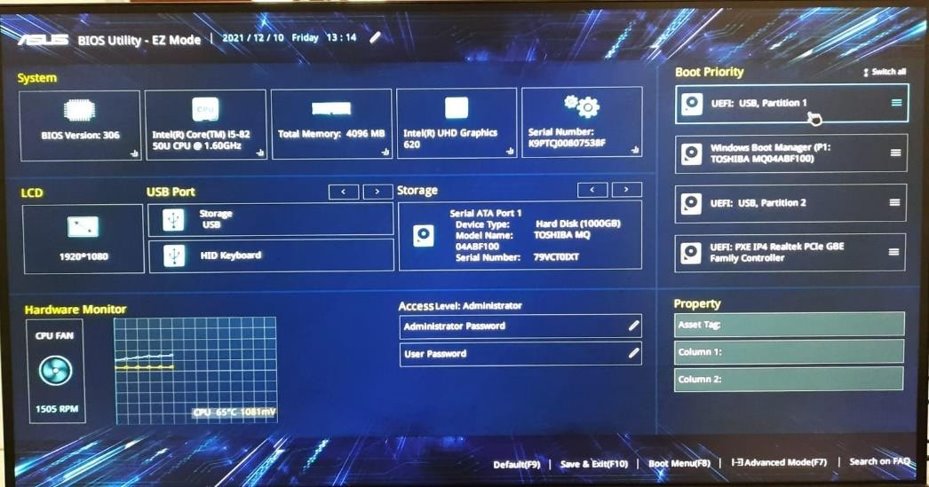 ASUS BIOS Utility - EZ Mode 2021/12/10 Friday 13:14
System
BIOS Version: 306
CPU
Intel(R) Core(TM) i5-82
50U CPU @ 1.60GHz
Total Memory: 4096 MB
Intel(R) UHD Graphics
620
Serial Number:
K9PTCJ00807538F
LCD
1920*1080
USB Port
< >
Storage
USB
HID Keyboard
Storage
< >
Serial ATA Port 1
Device Type: Hard Disk (1000GB)
Model Name: TOSHIBA MQ
04ABF100
Serial Number: 79VCT0IXT
Hardware Monitor
CPU FAN
1505 RPM
CPU 65°C 1081mV
Access Level: Administrator
Administrator Password
User Password
Boot Priority
Switch all
UEFI: USB, Partition 1
Windows Boot Manager (P1:
TOSHIBA MQ04ABF100)
UEFI: USB, Partition 2
UEFI: PXE IP4 Realtek PCIe GBE
Family Controller
Property
Asset Tag:
Column 1:
Column 2:
Default(F9) | Save & Exit(F10) | Boot Menu(F8) | Advanced Mode(F7) | Search on FAQ